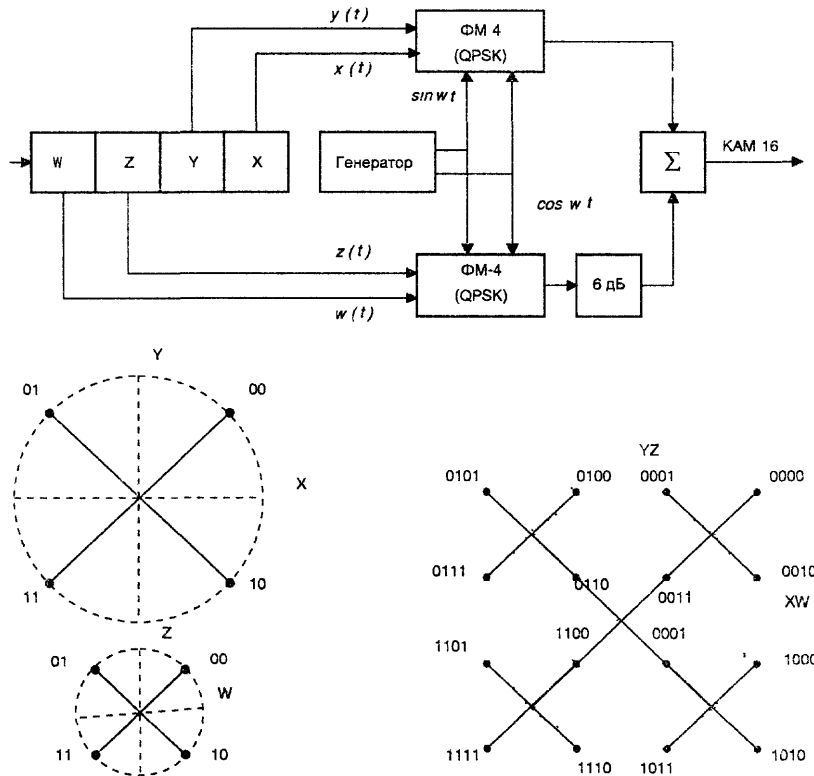 y (t)
ФМ 4
(QPSK)
x (t)
sin w t
W Z Y X
Генератор
Σ
КАМ 16
cos w t
z (t)
ФМ-4
(QPSK)
6 дБ
w (t)
Y
01 00
X
11 10
Z
01 00
W
11 10
YZ
0101 0100 0001 0000
0111 0110 0011 0010
XW
1101 1100 0001 1000
1111 1110 1011 1010